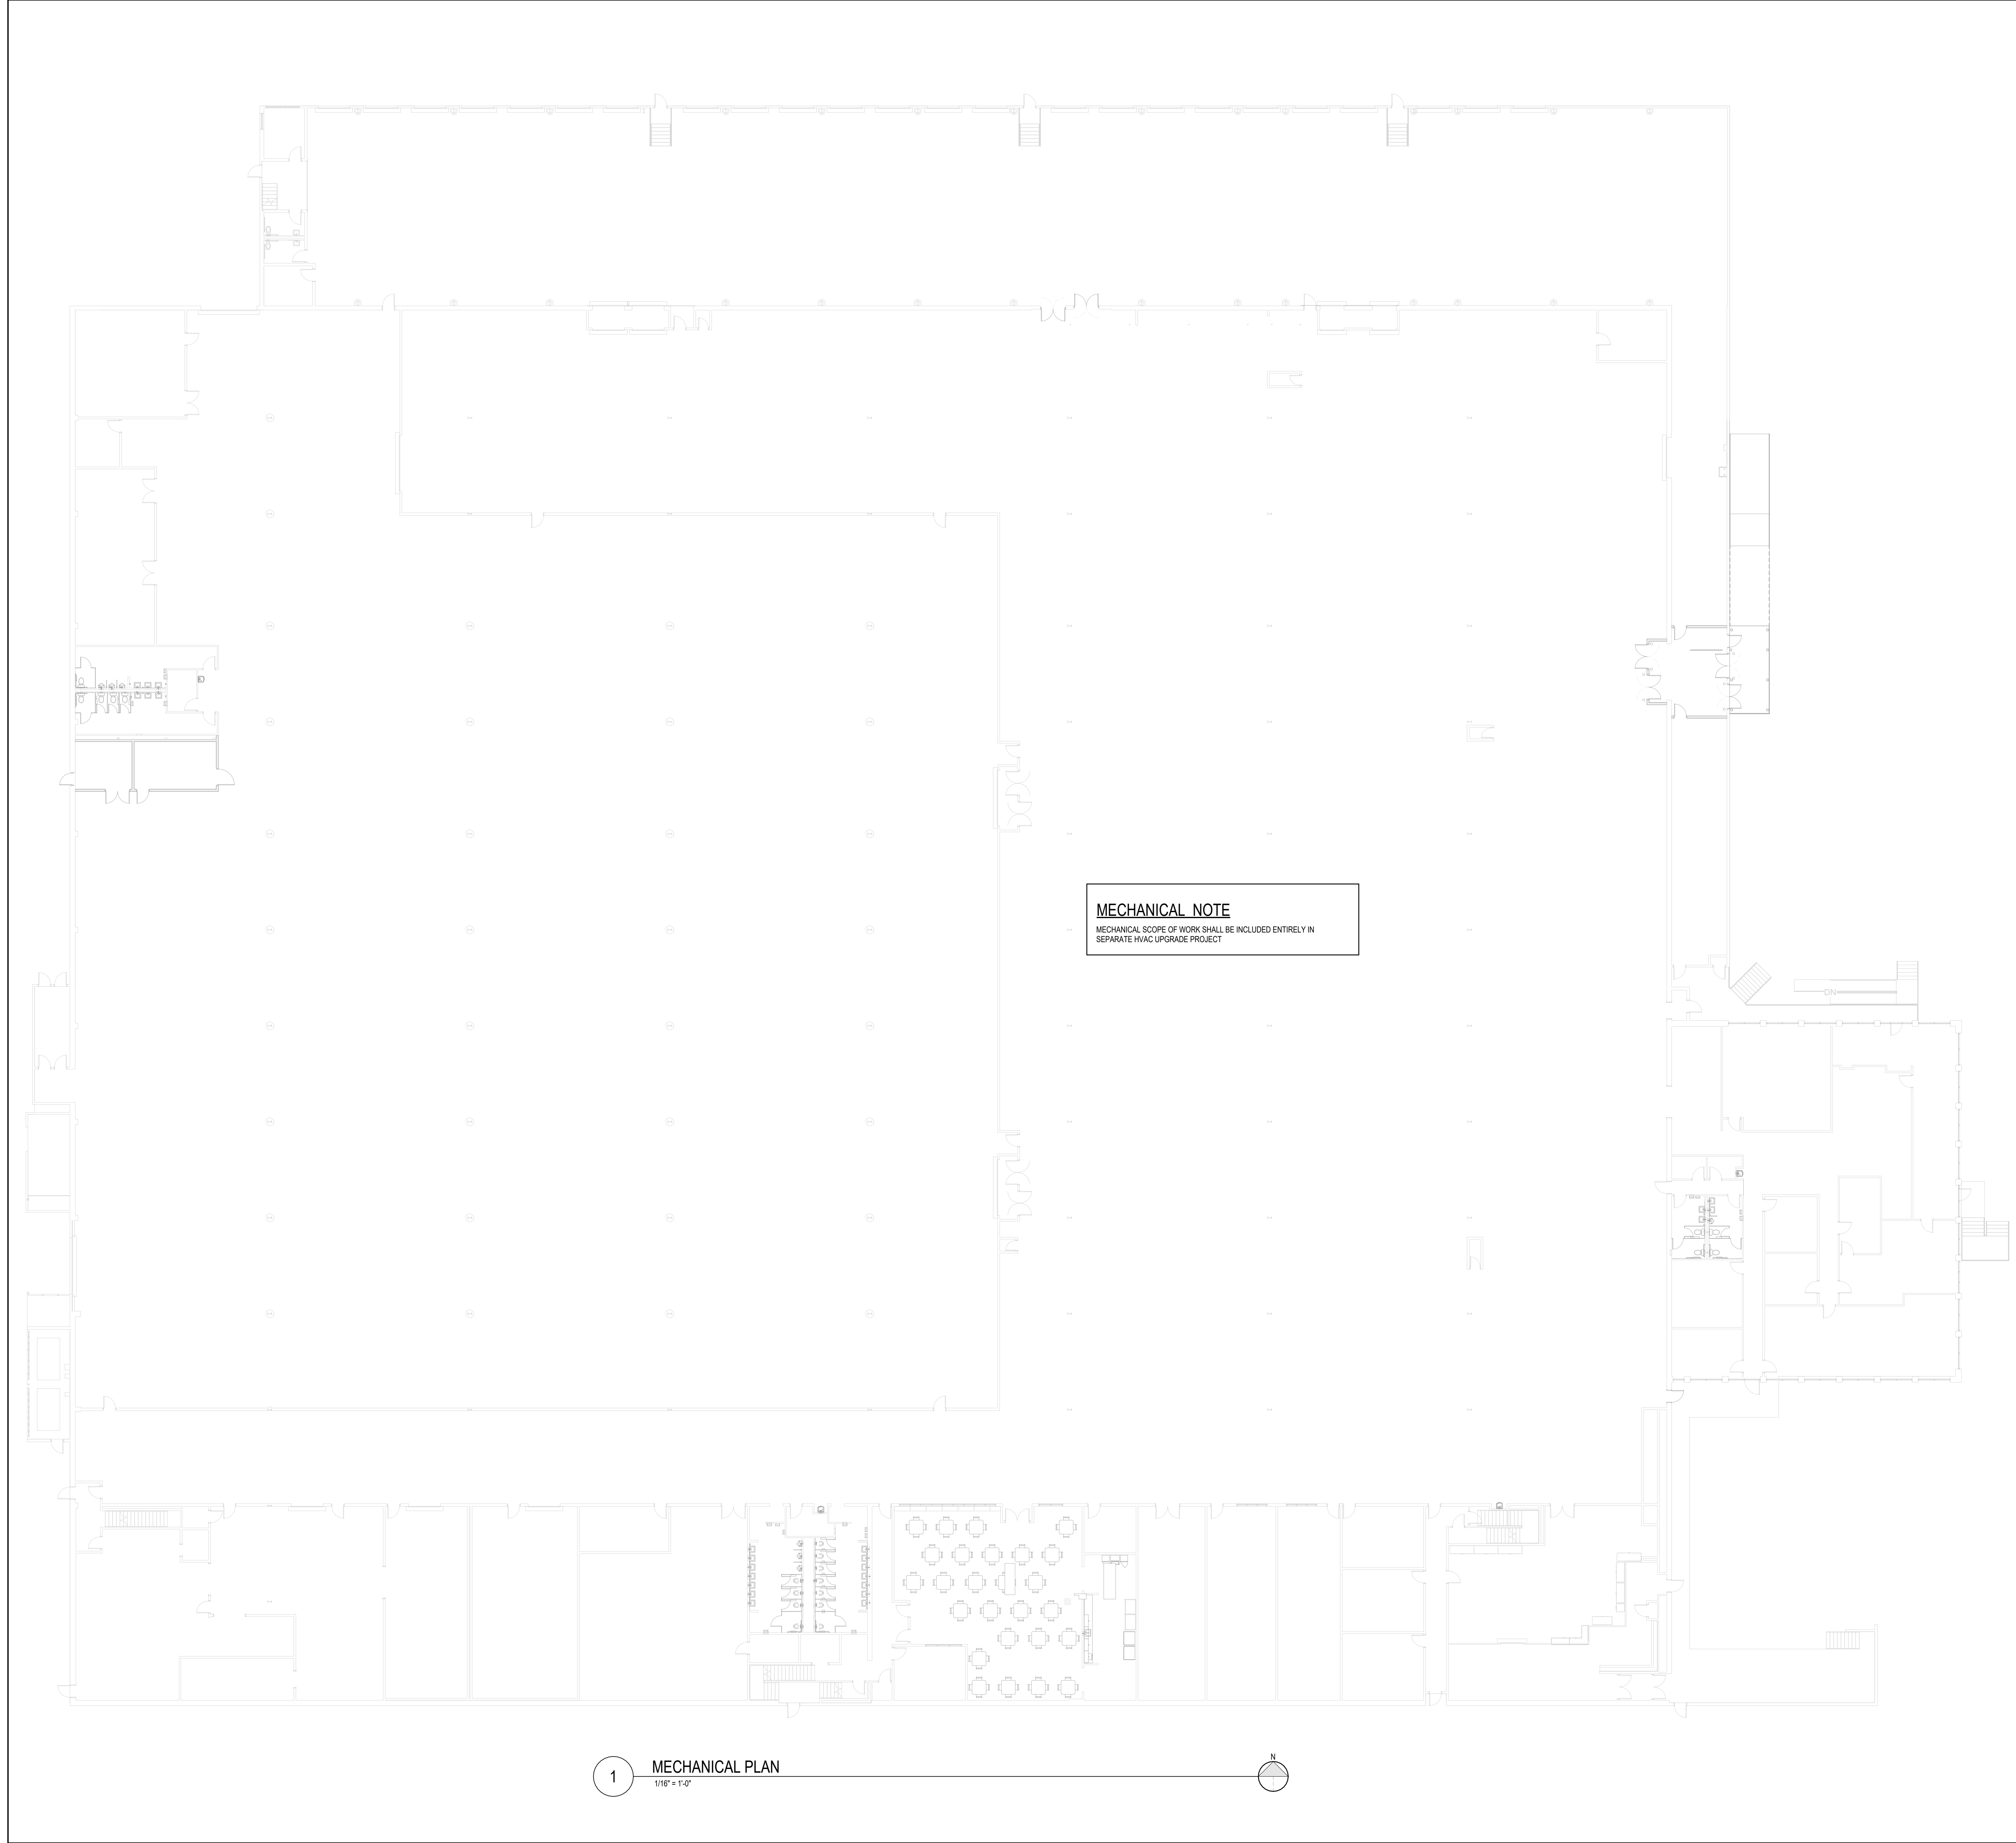 MECHANICAL NOTE
MECHANICAL SCOPE OF WORK SHALL BE INCLUDED ENTIRELY IN
SEPARATE HVAC UPGRADE PROJECT
DN
1
MECHANICAL PLAN
1/16" = 1'-0"
N